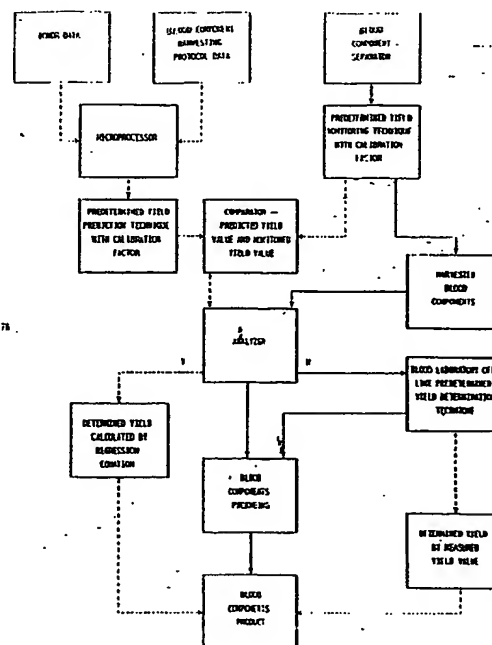 DONOR DATA
BLOOD COMPONENT
HARVESTING
PROTOCOL DATA
BLOOD
COMPONENT
SEPARATOR
MICROPROCESSOR
PREDETERMINED YIELD
MONITORING TECHNIQUE
WITH CALIBRATION
FACTOR
PREDETERMINED YIELD
PREDICTION TECHNIQUE
WITH CALIBRATION
FACTOR
COMPARISON —
PREDICTED YIELD
VALUE AND MONITORED
YIELD VALUE
HARVESTED
BLOOD
COMPONENTS
76
ANALYZER
BLOOD LABORATORY OFF
LINE PREDETERMINED
YIELD DETERMINATION
TECHNIQUE
DETERMINED YIELD
CALCULATED BY
REGRESSION
EQUATION
BLOOD
COMPONENTS
DETERMINED YIELD
BY MEASURED
YIELD VALUE
BLOOD
COMPONENTS
PRODUCT